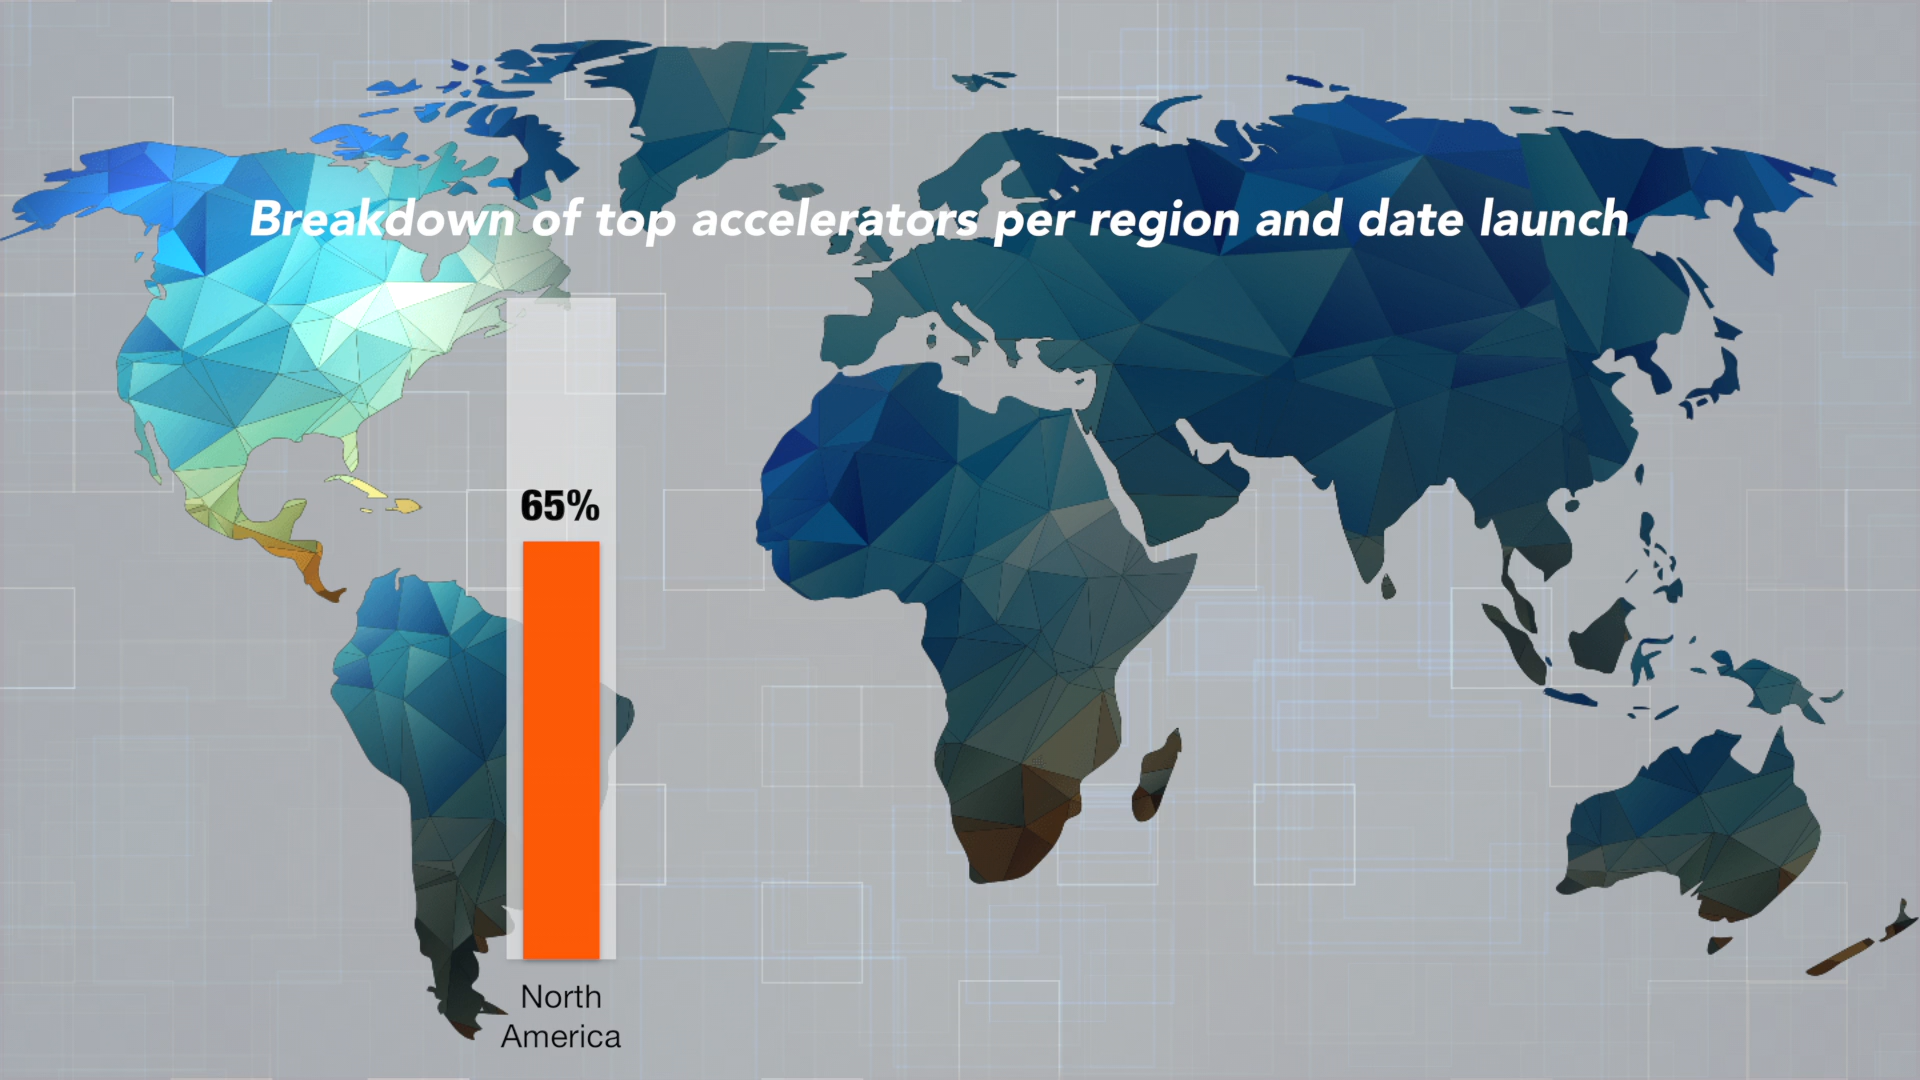 Breakdown of top accelerators per region and date launch
65%
North
America